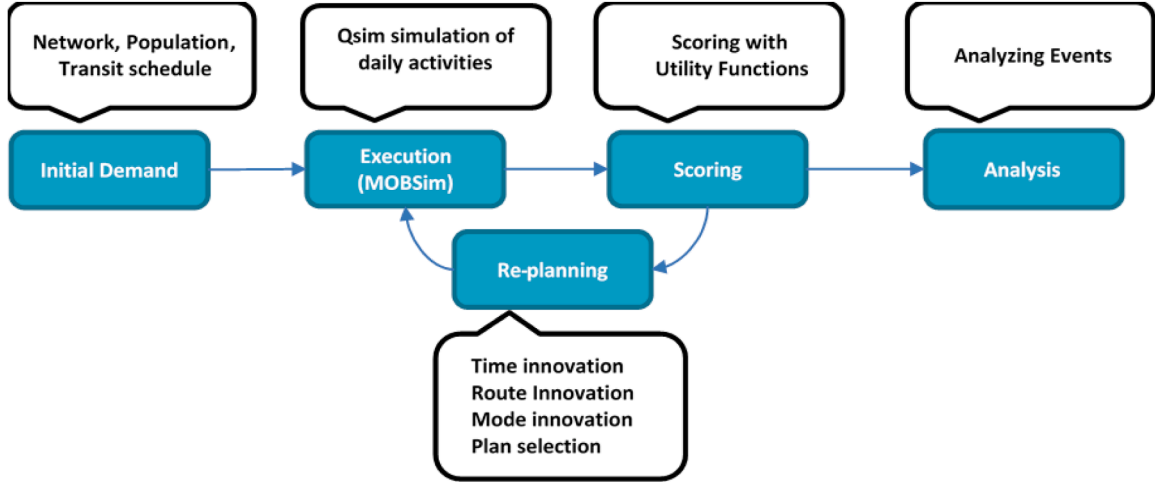 Network, Population,
Transit schedule
Qsim simulation of
daily activities
Scoring with
Utility Functions
Analyzing Events
Initial Demand
Execution
(MOBSim)
Scoring
Analysis
Re-planning
Time innovation
Route Innovation
Mode innovation
Plan selection